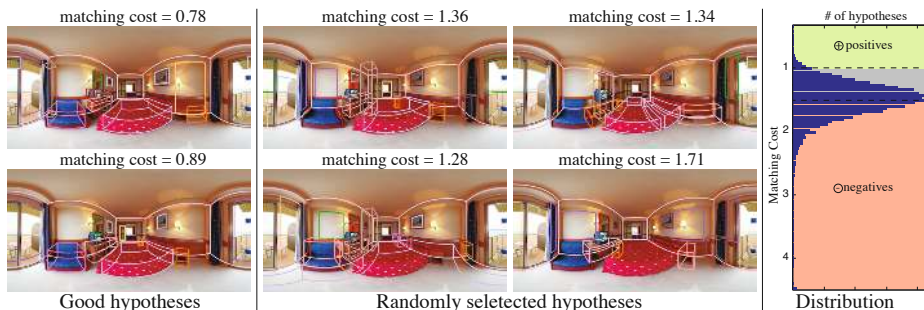 matching cost = 0.78
matching cost = 1.36
matching cost = 1.34
# of hypotheses
⊕positives
1
2
3
4
Matching Cost
⊖negatives
matching cost = 0.89
matching cost = 1.28
matching cost = 1.71
Good hypotheses
Randomly seletected hypotheses
Distribution